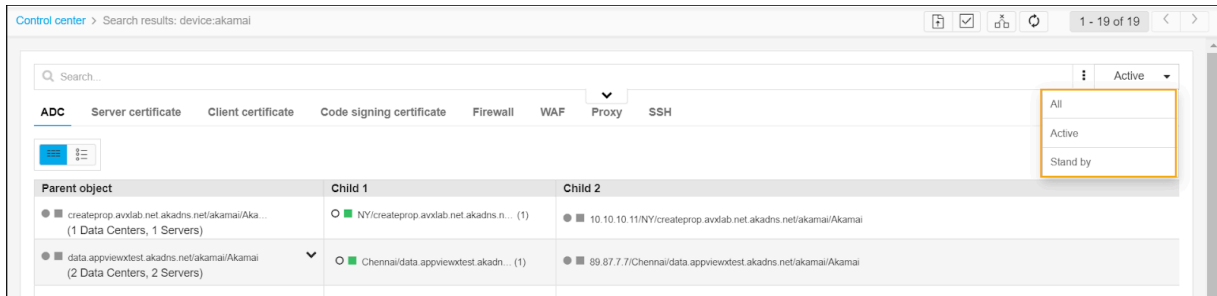 Control center > Search results: device:akamai
1 - 19 of 19
Search...
Active
All
Active
Stand by
ADC Server certificate Client certificate Code signing certificate Firewall WAF Proxy SSH
Parent object Child 1 Child 2
createprop.avxlab.net.akadns.net/akamai/Aka... NY/createprop.avxlab.net.akadns.n... (1) 10.10.10.11/NY/createprop.avxlab.net.akadns.net/akamai/Akamai
(1 Data Centers, 1 Servers)
data.appviewxtest.akadns.net/akamai/Akamai Chennai/data.appviewxtest.akadn... (1) 89.87.7.7/Chennai/data.appviewxtest.akadns.net/akamai/Akamai
(2 Data Centers, 2 Servers)